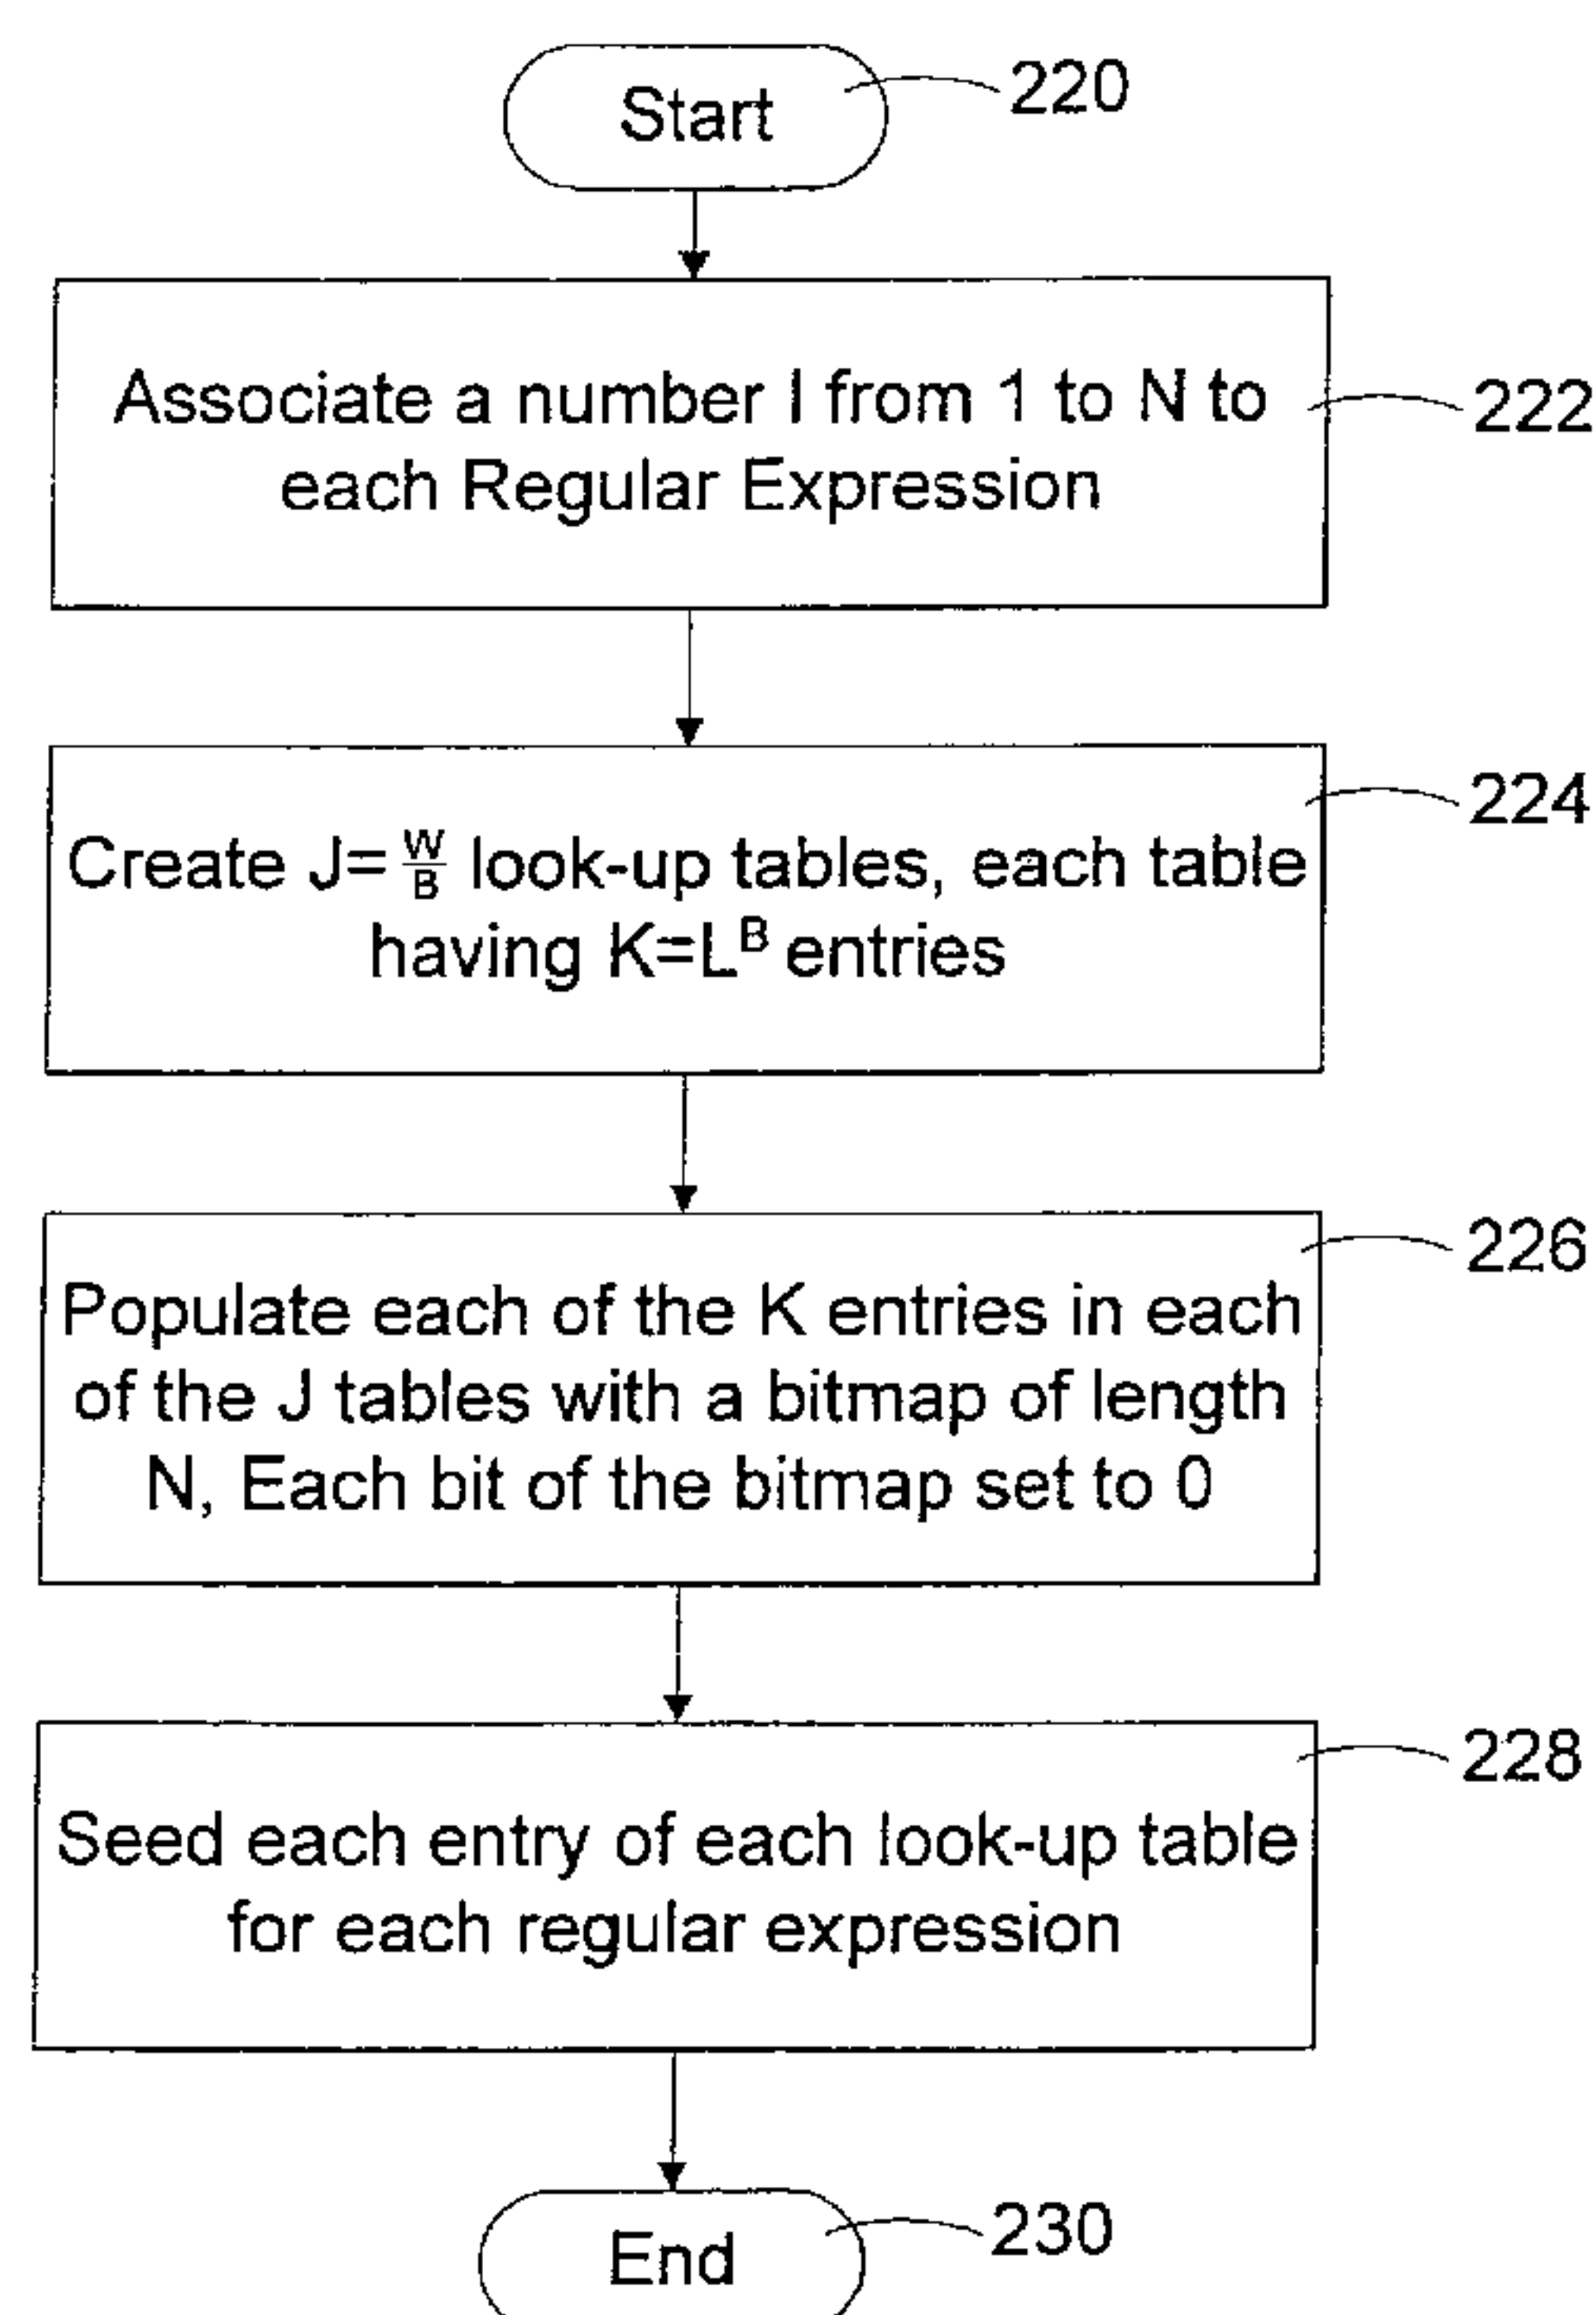 Start
220
Associate a number I from 1 to N to
each Regular Expression
222
Create J= W/B look-up tables, each table
having K=L^B entries
224
Populate each of the K entries in each
of the J tables with a bitmap of length
N, Each bit of the bitmap set to 0
226
Seed each entry of each look-up table
for each regular expression
228
End
230